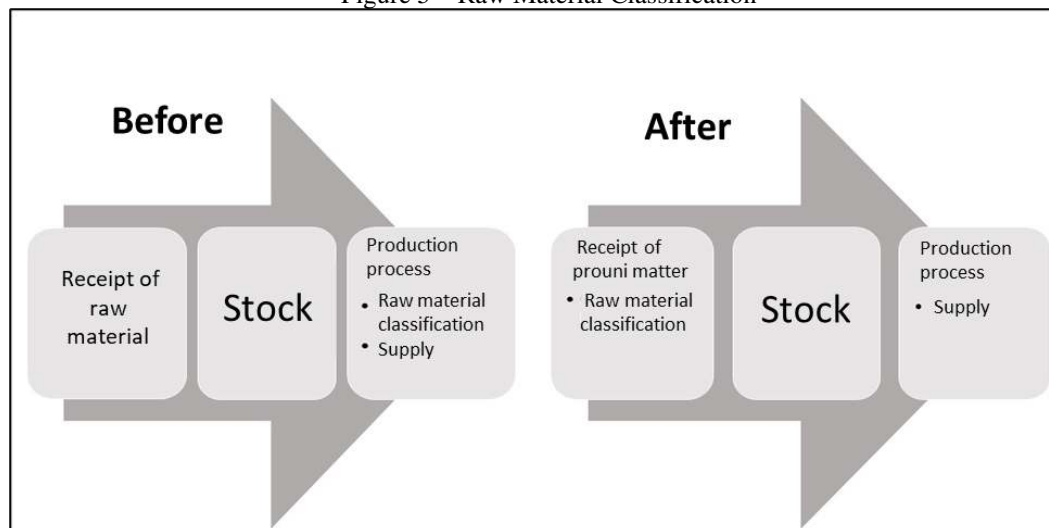 Figure 3 – Raw Material Classification
Before
Receipt of
raw
material
Stock
Production
process
• Raw material
classification
• Supply
After
Receipt of
prouni matter
• Raw material
classification
Stock
Production
process
• Supply